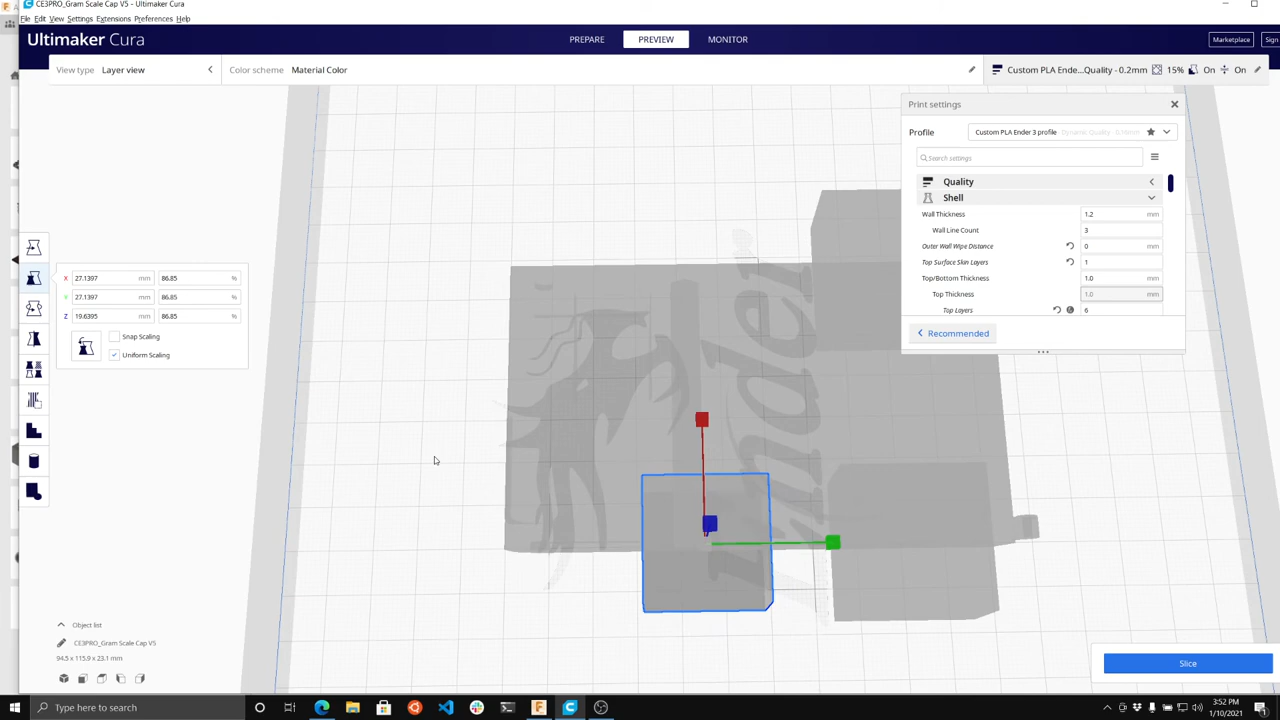 CE3PRO_Gram Scale Cap V5 - Ultimaker Cura
File Edit View Settings Extensions Preferences Help
Ultimaker Cura
PREPARE
PREVIEW
MONITOR
Marketplace
Sign
View type Layer view
Color scheme Material Color
Custom PLA Ende...Quality - 0.2mm 15% On On
Print settings
Profile Custom PLA Ender 3 profile - Dynamic Quality - 0.16mm
Search settings
Quality
Shell
Wall Thickness 1.2 mm
Wall Line Count 3
Outer Wall Wipe Distance 0 mm
Top Surface Skin Layers 1
Top/Bottom Thickness 1.0 mm
Top Thickness 1.0 mm
Top Layers 6
Recommended
X 27.1397 mm 86.85 %
Y 27.1397 mm 86.85 %
Z 19.6395 mm 86.85 %
Snap Scaling
Uniform Scaling
Object list
CE3PRO_Gram Scale Cap V5
94.5 x 115.9 x 23.1 mm
Slice
Type here to search
3:52 PM
1/10/2021